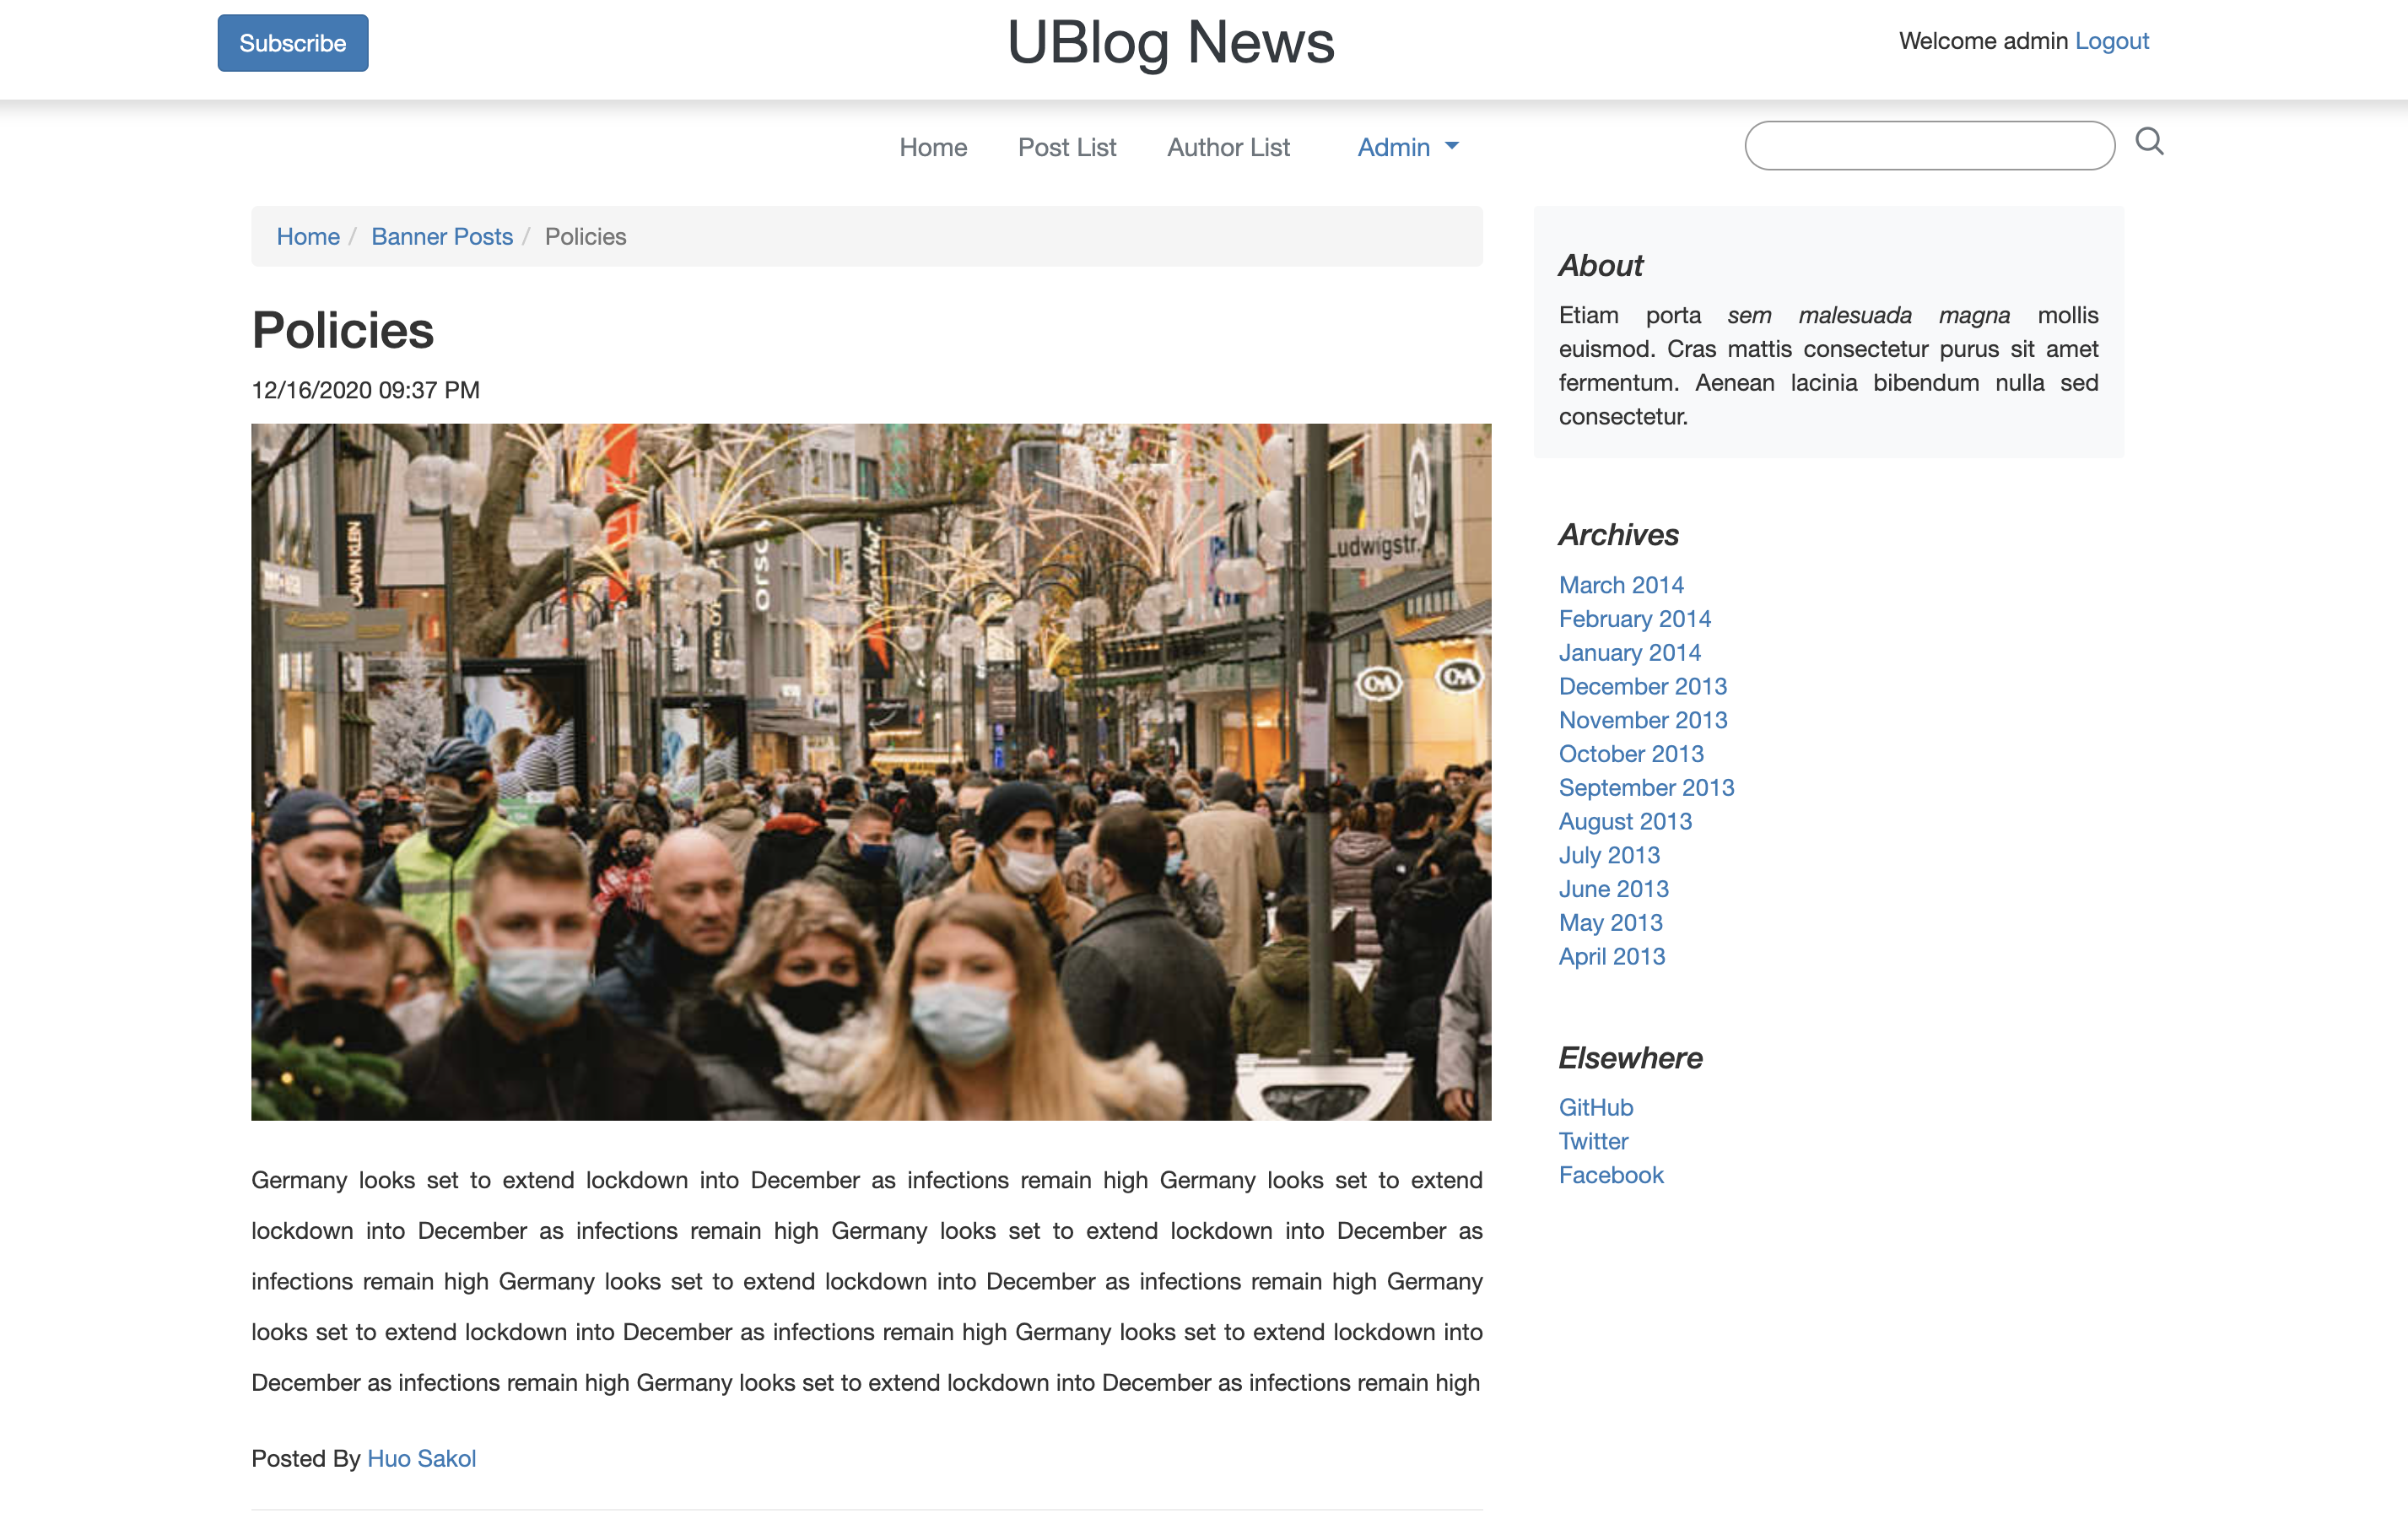 Subscribe
UBlog News
Welcome admin Logout
Home
Post List
Author List
Admin
Home / Banner Posts / Policies
Policies
12/16/2020 09:37 PM
CALVIN KLEIN
ORSCH
Pizza Hut
Ludwigstr.
C&A
C&A
Germany looks set to extend lockdown into December as infections remain high Germany looks set to extend
lockdown into December as infections remain high Germany looks set to extend lockdown into December as
infections remain high Germany looks set to extend lockdown into December as infections remain high Germany
looks set to extend lockdown into December as infections remain high Germany looks set to extend lockdown into
December as infections remain high Germany looks set to extend lockdown into December as infections remain high
Posted By Huo Sakol
About
Etiam porta sem malesuada magna mollis
euismod. Cras mattis consectetur purus sit amet
fermentum. Aenean lacinia bibendum nulla sed
consectetur.
Archives
March 2014
February 2014
January 2014
December 2013
November 2013
October 2013
September 2013
August 2013
July 2013
June 2013
May 2013
April 2013
Elsewhere
GitHub
Twitter
Facebook